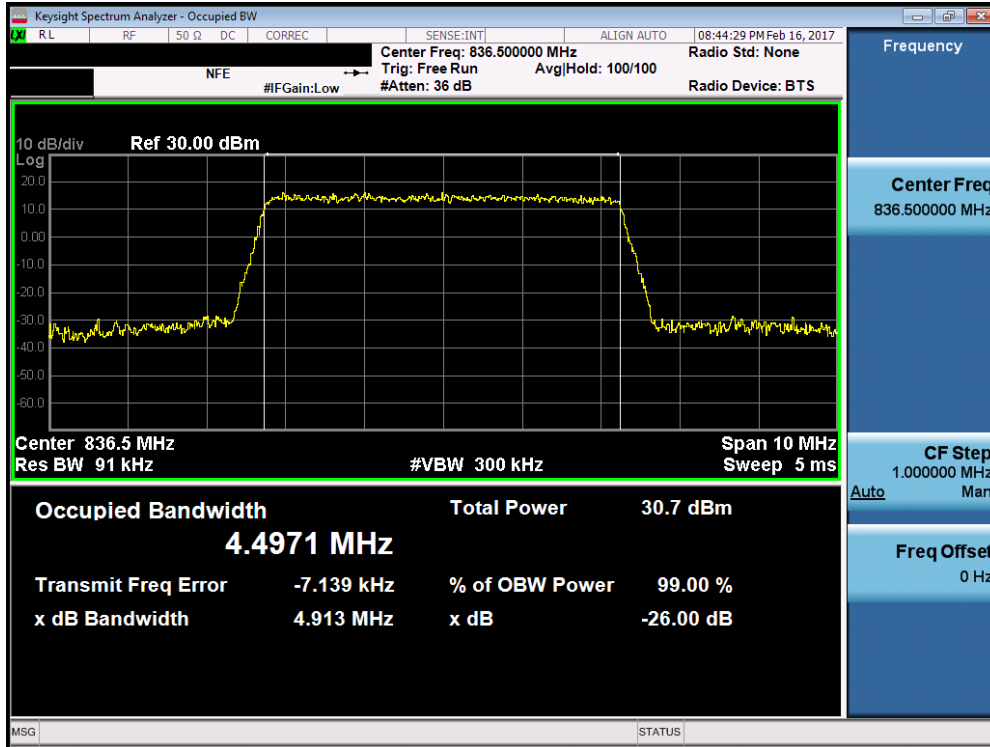 Keysight Spectrum Analyzer - Occupied BW
LXI RL RF 50 Ω DC CORREC SENSE:INT ALIGN AUTO 08:44:29 PM Feb 16, 2017
Center Freq: 836.500000 MHz Radio Std: None
NFE Trig: Free Run Avg|Hold: 100/100
#IFGain:Low #Atten: 36 dB Radio Device: BTS
Frequency
10 dB/div Ref 30.00 dBm
Log
20.0
10.0
0.00
-10.0
-20.0
-30.0
-40.0
-50.0
-60.0
Center 836.5 MHz Span 10 MHz
Res BW 91 kHz #VBW 300 kHz Sweep 5 ms
Occupied Bandwidth Total Power 30.7 dBm
4.4971 MHz
Transmit Freq Error -7.139 kHz % of OBW Power 99.00 %
x dB Bandwidth 4.913 MHz x dB -26.00 dB
Center Freq
836.500000 MHz
CF Step
1.000000 MHz
Auto Man
Freq Offset
0 Hz
MSG STATUS